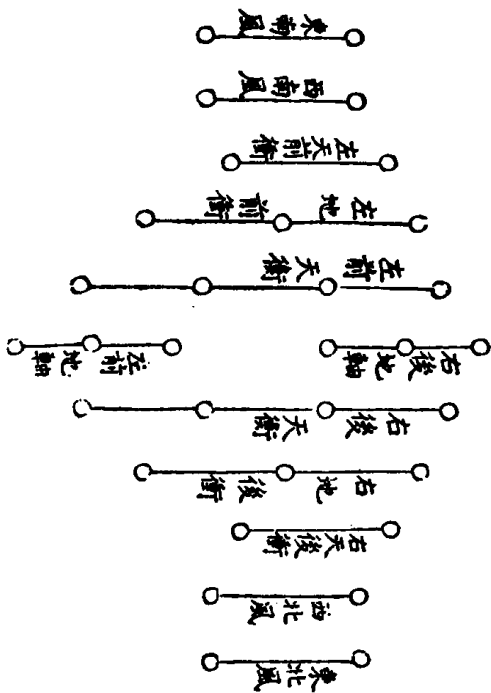 東南風
西南風
左天前衝
左地前衝
左前天衝
右後地軸
左前地軸
右後天衝
右地後衝
右天後衝
西北風
東北風